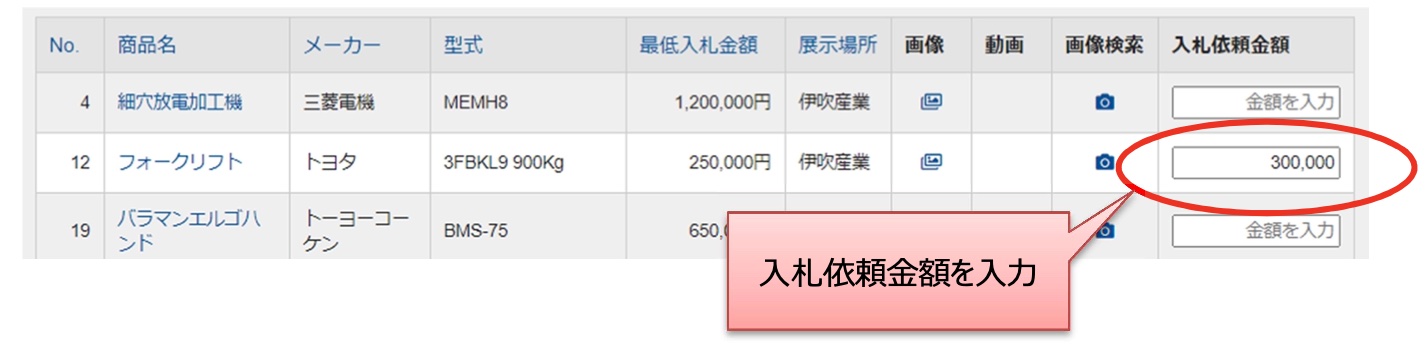 No. 商品名 メーカー 型式 最低入札金額 展示場所 画像 動画 画像検索 入札依頼金額
4 細穴放電加工機 三菱電機 MEMH8 1,200,000円 伊吹産業 金額を入力
12 フォークリフト トヨタ 3FBKL9 900Kg 250,000円 伊吹産業 300,000
19 バラマンエルゴハ
ンド トーヨーコー
ケン BMS-75 650, 金額を入力
入札依頼金額を入力